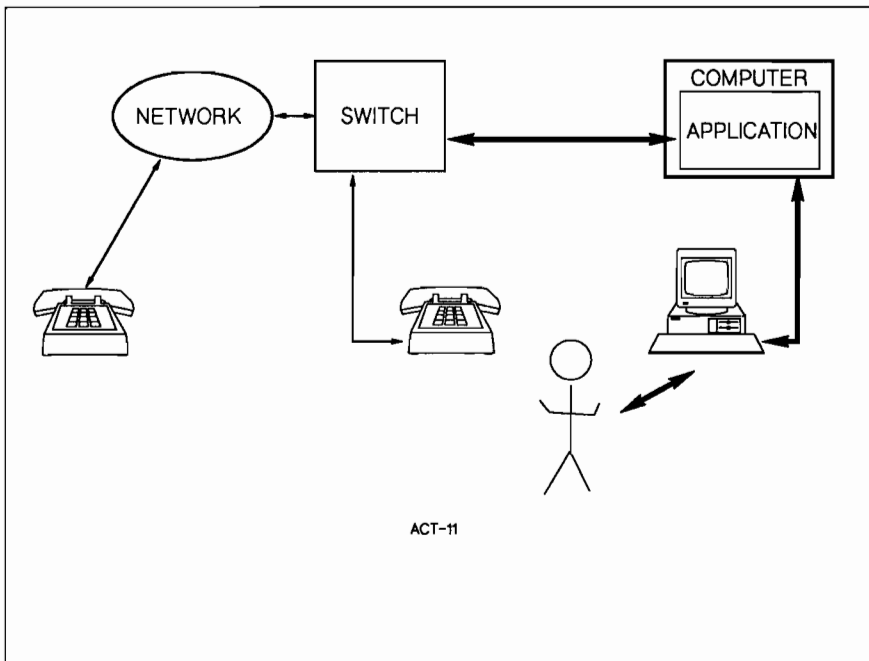 NETWORK
SWITCH
COMPUTER
APPLICATION
ACT-11